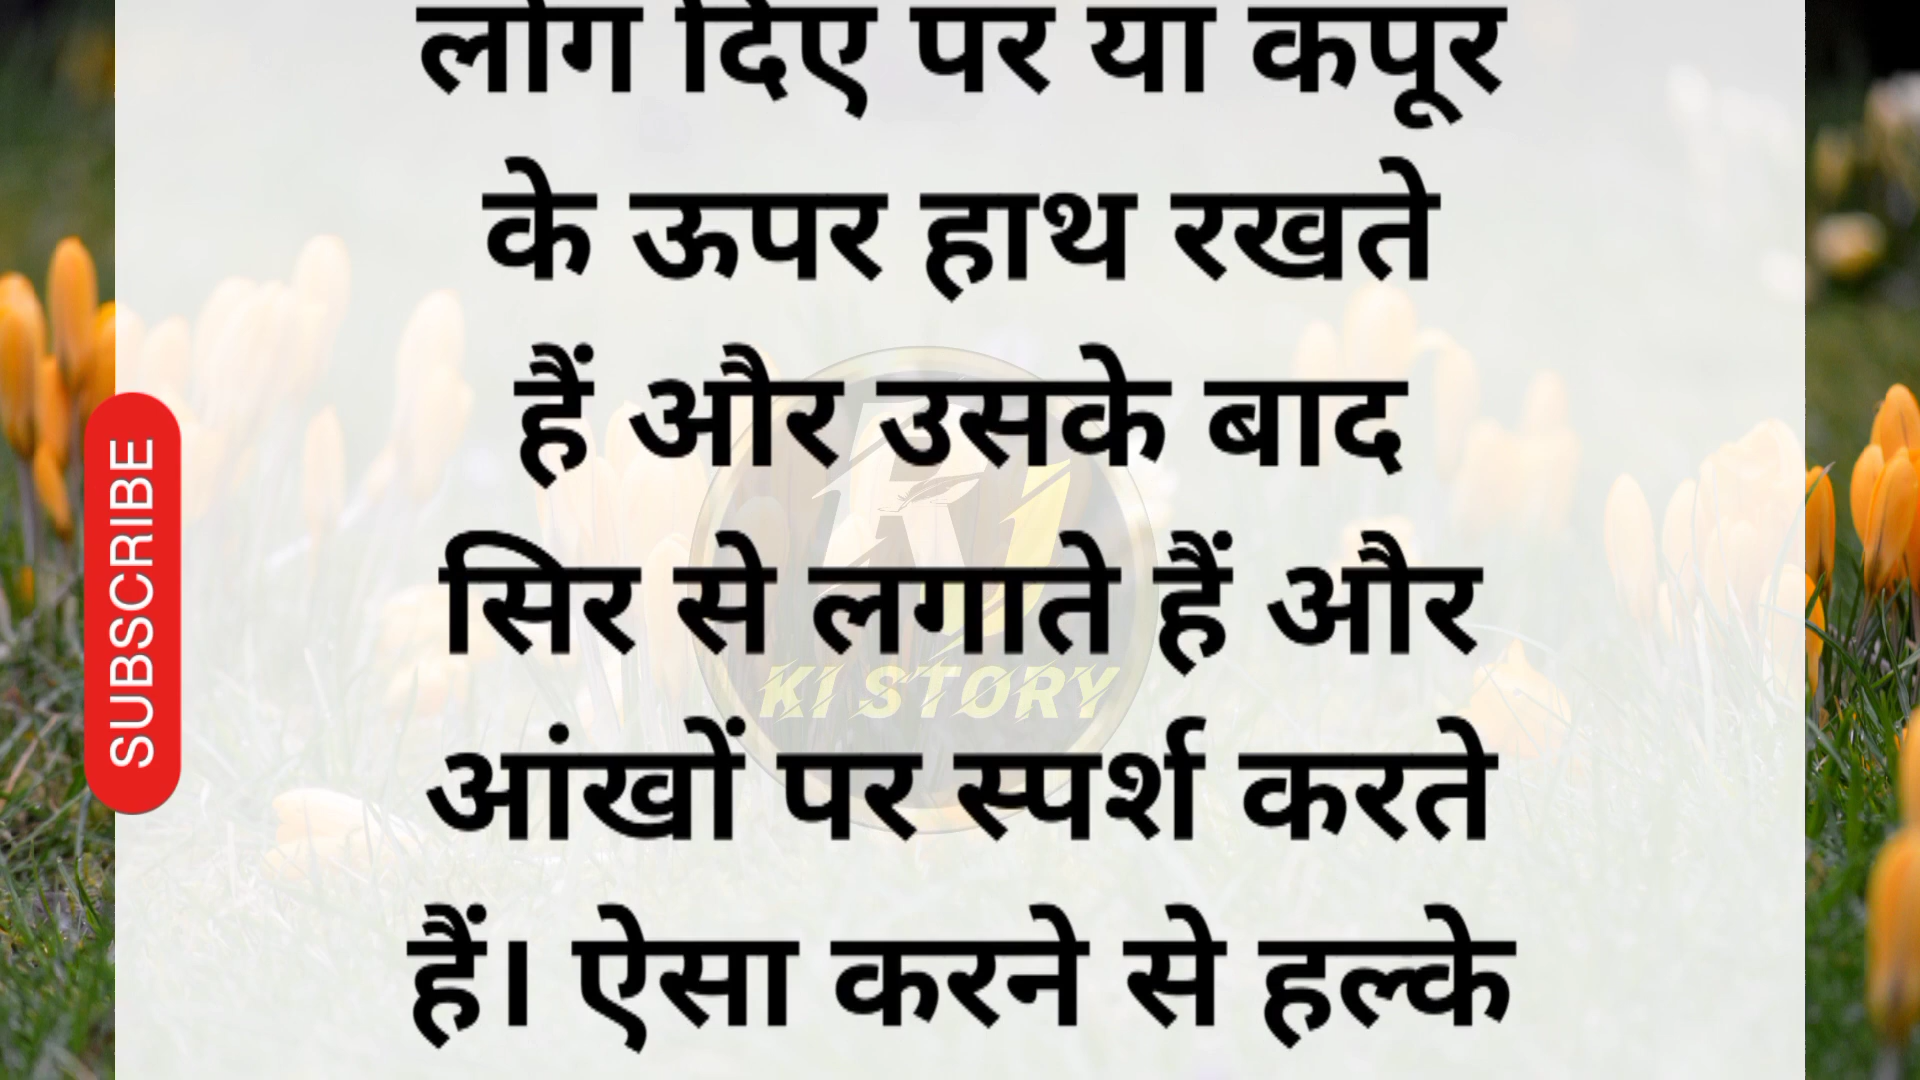 लोग दिए पर या कपूर
के ऊपर हाथ रखते
हैं और उसके बाद
सिर से लगाते हैं और
आंखों पर स्पर्श करते
हैं। ऐसा करने से हल्के
SUBSCRIBE
KI STORY